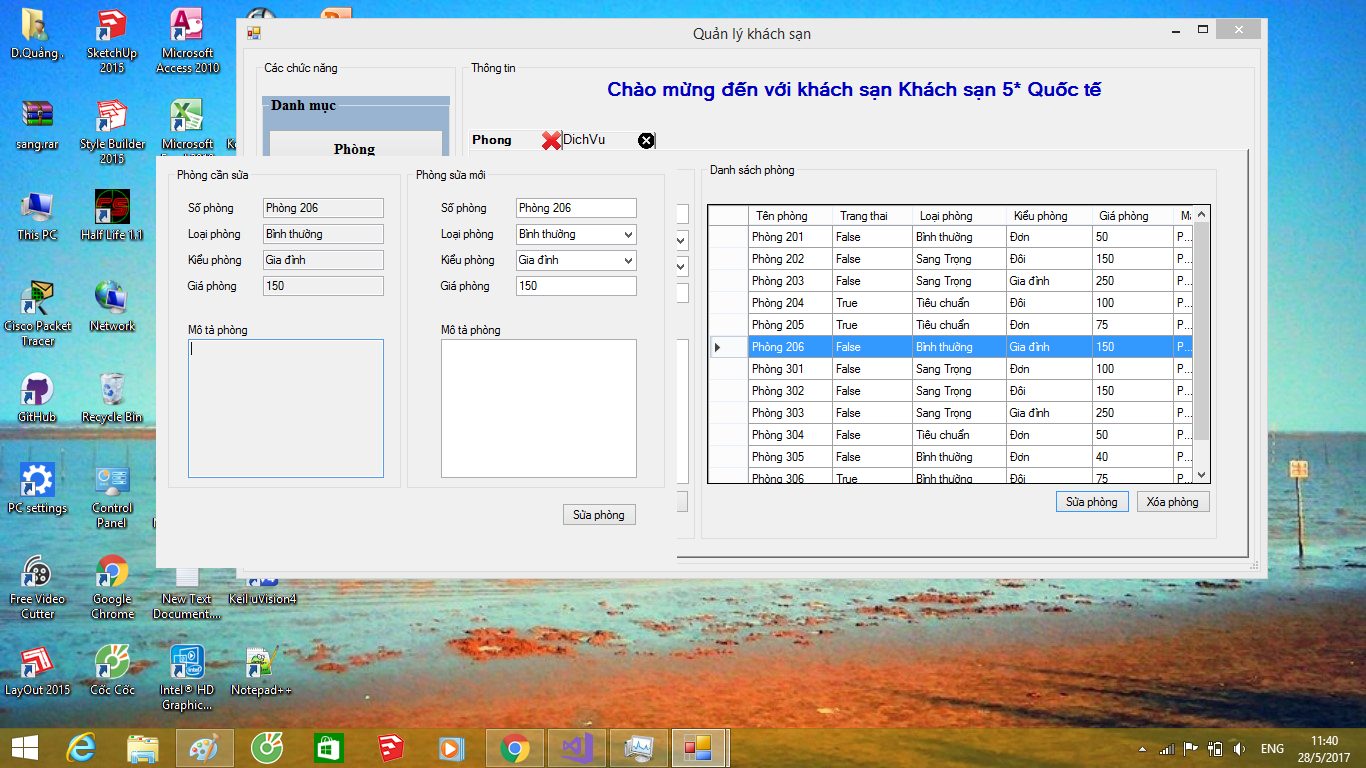 D.Quảng .
SketchUp
2015
Microsoft
Access 2010
sang.rar
Style Builder
2015
Microsoft
This PC
Half Life 1.1
Cisco Packet
Tracer
Network
GitHub
Recycle Bin
PC settings
Control
Panel
Free Video
Cutter
Google
Chrome
New Text
Document....
Keil uVision4
LayOut 2015
Cốc Cốc
Intel® HD
Graphic...
Notepad++
Quản lý khách sạn
Các chức năng
Danh mục
Phòng
Thông tin
Chào mừng đến với khách sạn Khách sạn 5* Quốc tế
Phong
DichVu
Phòng cần sửa
Số phòng Phòng 206
Loại phòng Bình thường
Kiểu phòng Gia đình
Giá phòng 150
Mô tả phòng
Phòng sửa mới
Số phòng Phòng 206
Loại phòng Bình thường
Kiểu phòng Gia đình
Giá phòng 150
Mô tả phòng
Sửa phòng
Danh sách phòng
Tên phòng Trang thai Loại phòng Kiểu phòng Giá phòng
Phòng 201 False Bình thường Đơn 50 P...
Phòng 202 False Sang Trọng Đôi 150 P...
Phòng 203 False Sang Trọng Gia đình 250 P...
Phòng 204 True Tiêu chuẩn Đôi 100 P...
Phòng 205 True Tiêu chuẩn Đơn 75 P...
Phòng 206 False Bình thường Gia đình 150 P...
Phòng 301 False Sang Trọng Đơn 100 P...
Phòng 302 False Sang Trọng Đôi 150 P...
Phòng 303 False Sang Trọng Gia đình 250 P...
Phòng 304 False Tiêu chuẩn Đơn 50 P...
Phòng 305 False Bình thường Đơn 40 P...
Phòng 306 True Bình thường Đôi 75 P...
Sửa phòng Xóa phòng
ENG
11:40
28/5/2017